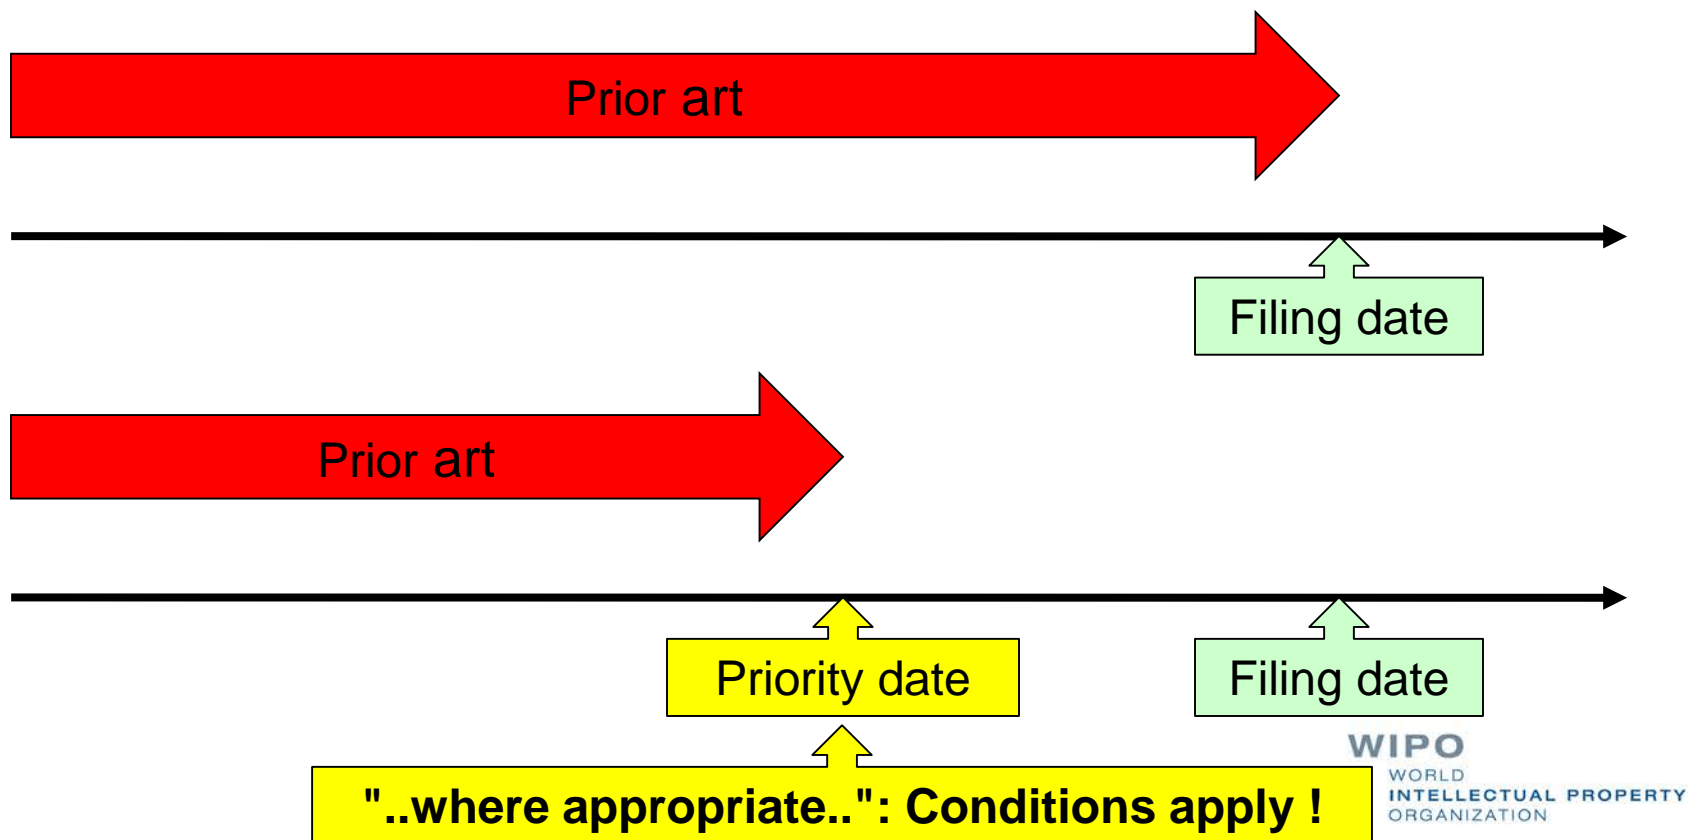 Prior art
Filing date
Prior art
Priority date
Filing date
"..where appropriate..": Conditions apply !
WIPO
WORLD
INTELLECTUAL PROPERTY
ORGANIZATION